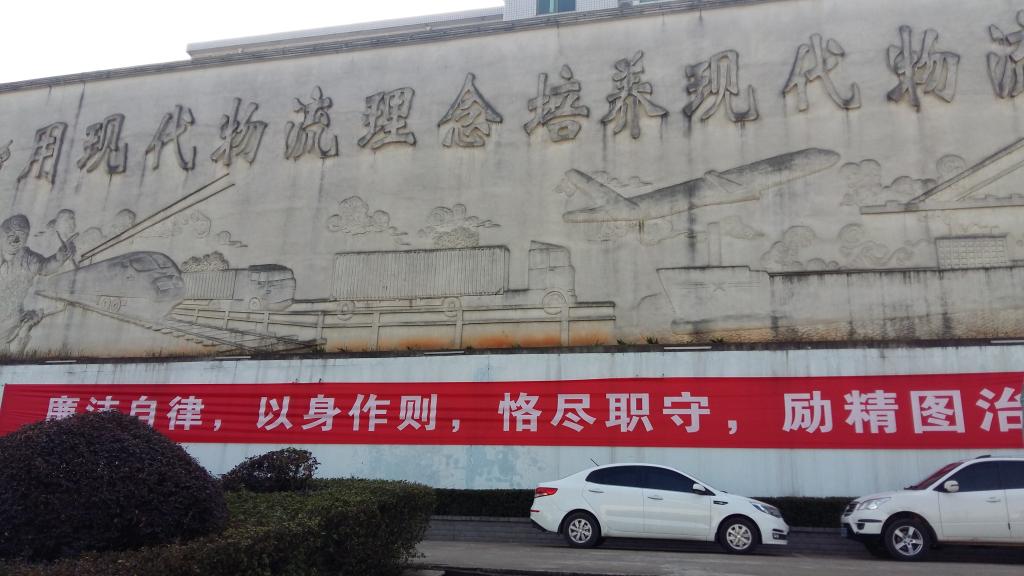 用现代物流理念培养现代物流
廉洁自律，以身作则，恪尽职守，励精图治